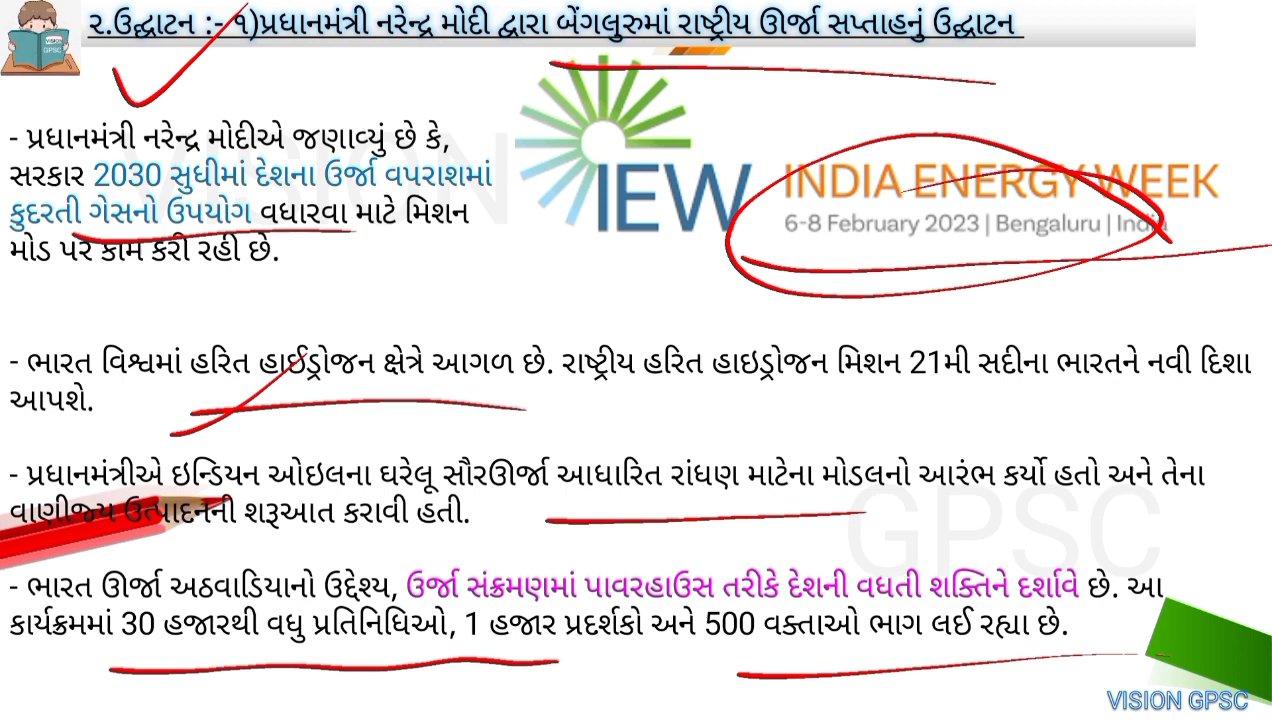 ર.ઉદ્ઘાટન :- ૧)પ્રધાનમંત્રી નરેન્દ્ર મોદી દ્વારા બેંગલુરુમાં રાષ્ટ્રીય ઊર્જા સપ્તાહનું ઉદ્ઘાટન
VISION
GPSC
- પ્રધાનમંત્રી નરેન્દ્ર મોદીએ જણાવ્યું છે કે,
સરકાર 2030 સુધીમાં દેશના ઉર્જા વપરાશમાં
કુદરતી ગેસનો ઉપયોગ વધારવા માટે મિશન
મોડ પર કામ કરી રહી છે.
IEW INDIA ENERGY WEEK
6-8 February 2023 | Bengaluru | India
- ભારત વિશ્વમાં હરિત હાઈડ્રોજન ક્ષેત્રે આગળ છે. રાષ્ટ્રીય હરિત હાઇડ્રોજન મિશન 21મી સદીના ભારતને નવી દિશા
આપશે.
- પ્રધાનમંત્રીએ ઇન્ડિયન ઓઇલના ઘરેલૂ સૌરઊર્જા આધારિત રાંધણ માટેના મોડલનો આરંભ કર્યો હતો અને તેના
વાણીજ્ય ઉત્પાદનની શરૂઆત કરાવી હતી.
- ભારત ઊર્જા અઠવાડિયાનો ઉદ્દેશ્ય, ઉર્જા સંક્રમણમાં પાવરહાઉસ તરીકે દેશની વધતી શક્તિને દર્શાવે છે. આ
કાર્યક્રમમાં 30 હજારથી વધુ પ્રતિનિધિઓ, 1 હજાર પ્રદર્શકો અને 500 વક્તાઓ ભાગ લઈ રહ્યા છે.
VISION GPSC
VISION GPSC